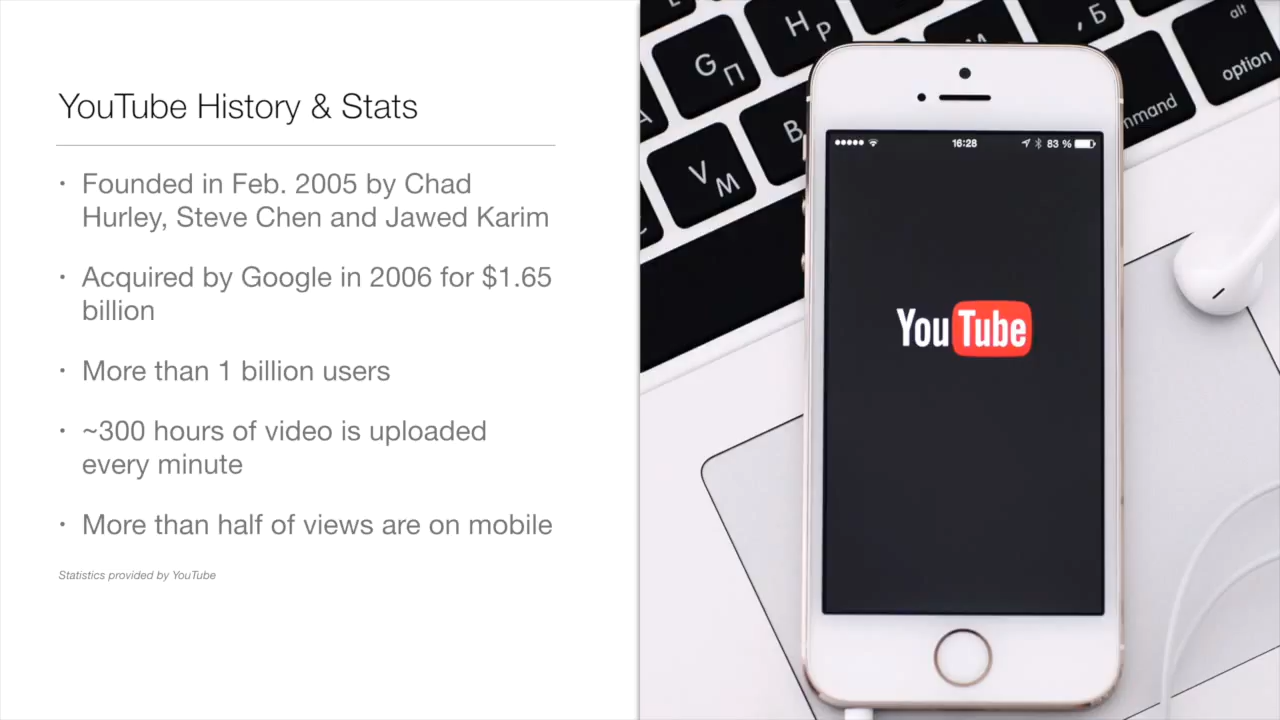 YouTube History & Stats
• Founded in Feb. 2005 by Chad
Hurley, Steve Chen and Jawed Karim
• Acquired by Google in 2006 for $1.65
billion
• More than 1 billion users
• ~300 hours of video is uploaded
every minute
• More than half of views are on mobile
Statistics provided by YouTube
H Р
G П
В
V М
, Б
alt
option
mmand
16:28
83 %
YouTube